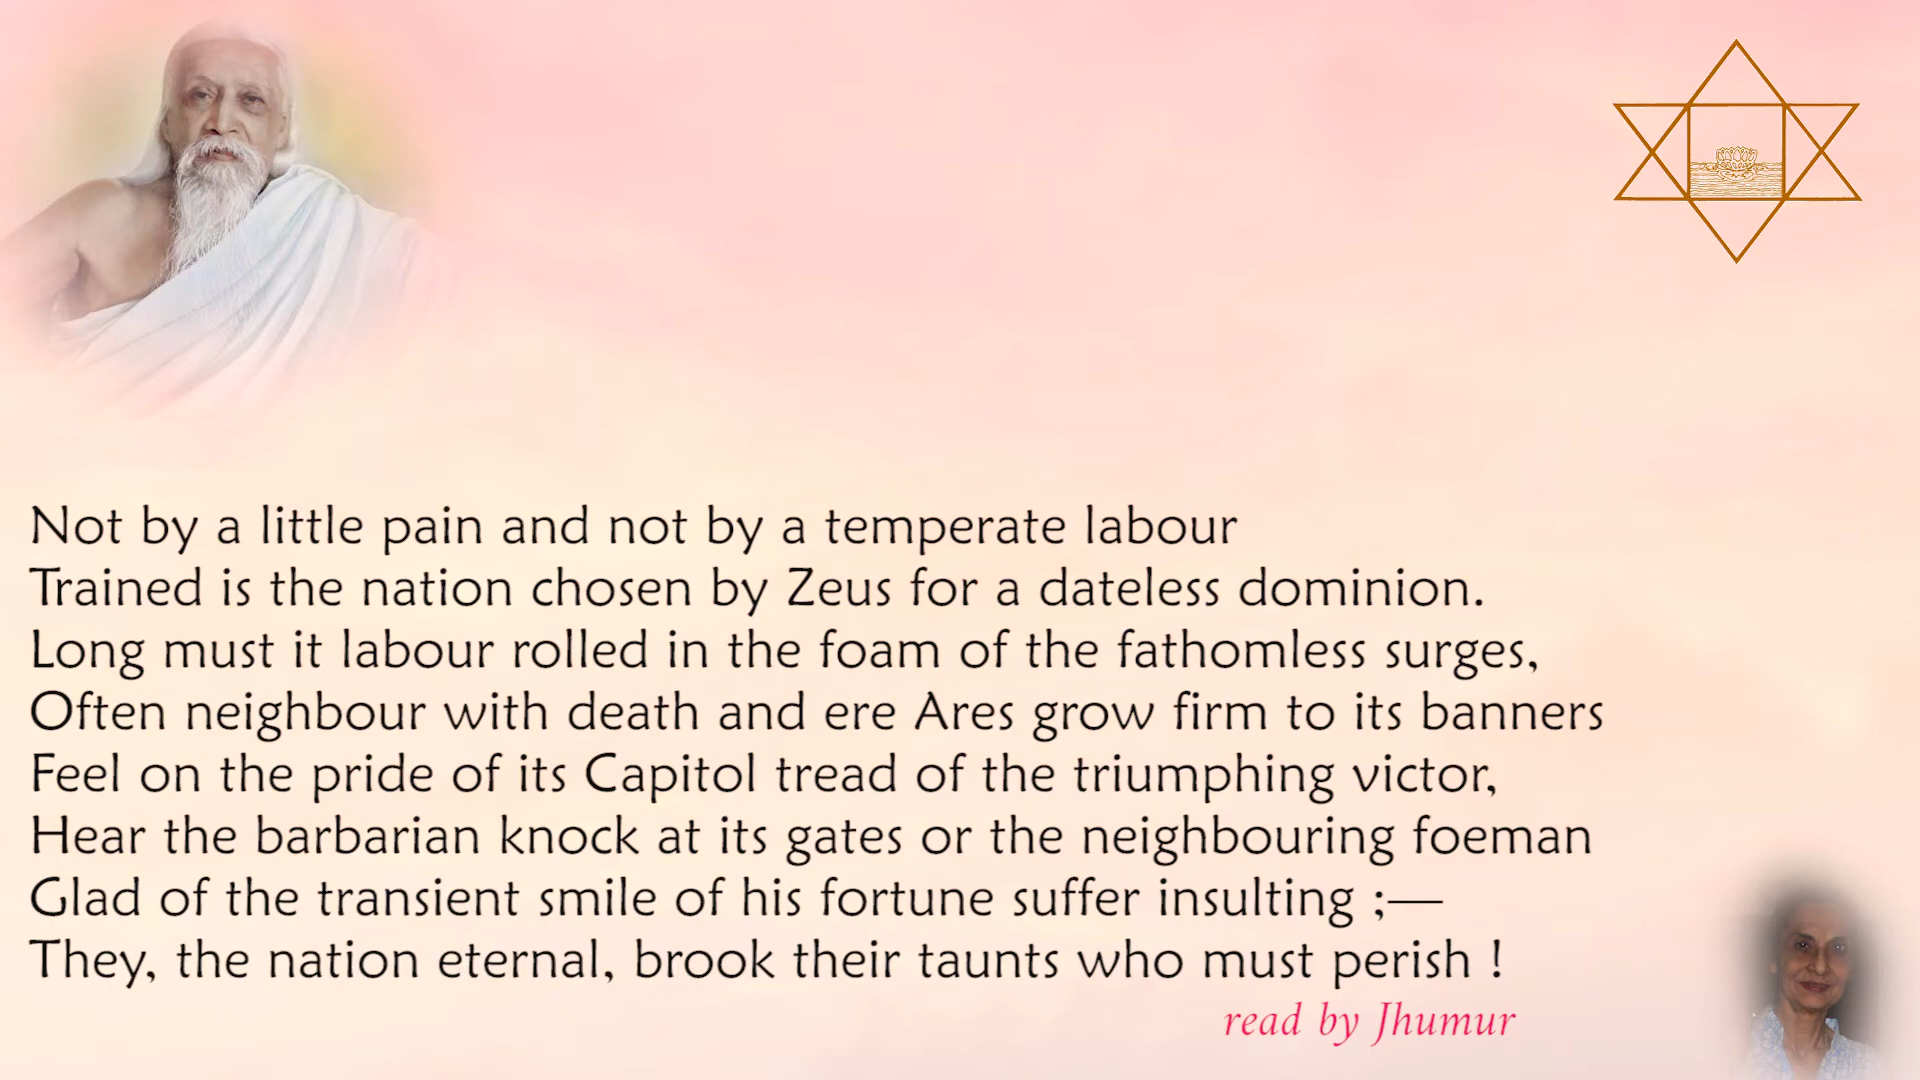 Not by a little pain and not by a temperate labour
Trained is the nation chosen by Zeus for a dateless dominion.
Long must it labour rolled in the foam of the fathomless surges,
Often neighbour with death and ere Ares grow firm to its banners
Feel on the pride of its Capitol tread of the triumphing victor,
Hear the barbarian knock at its gates or the neighbouring foeman
Glad of the transient smile of his fortune suffer insulting ;—
They, the nation eternal, brook their taunts who must perish !
read by Jhumur